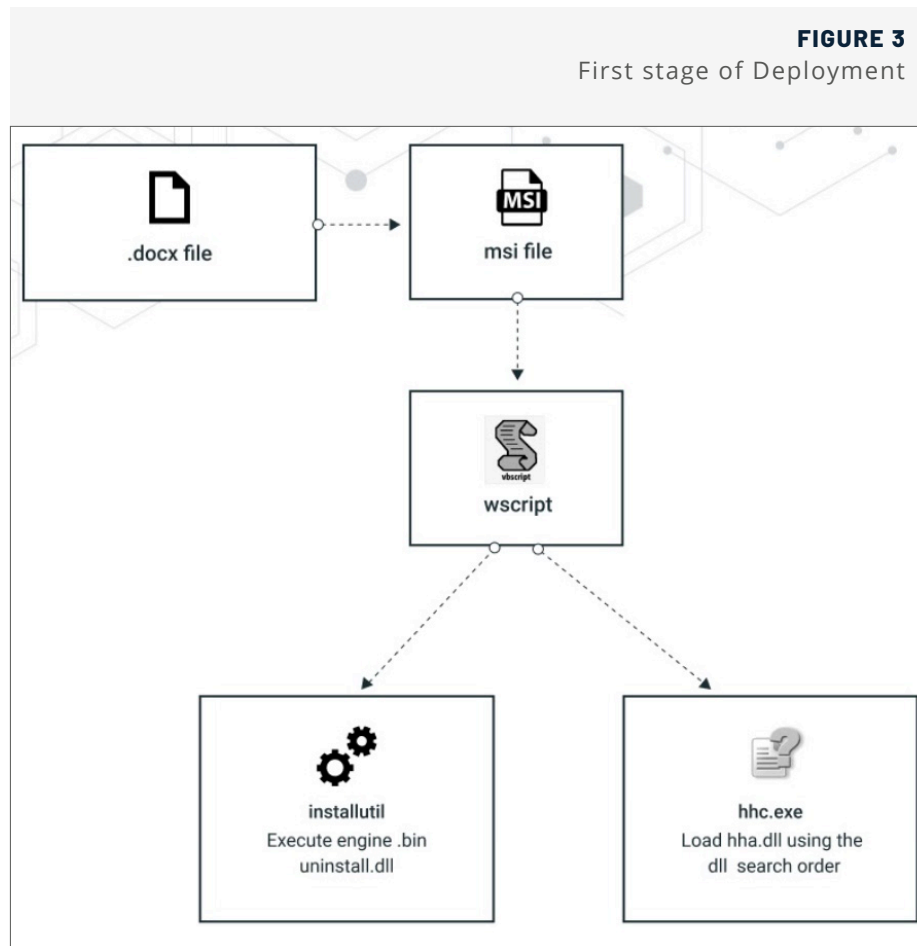 FIGURE 3
First stage of Deployment
.docx file
MSI
msi file
vbscript
wscript
installutil
Execute engine .bin
uninstall.dll
hhc.exe
Load hha.dll using the
dll search order